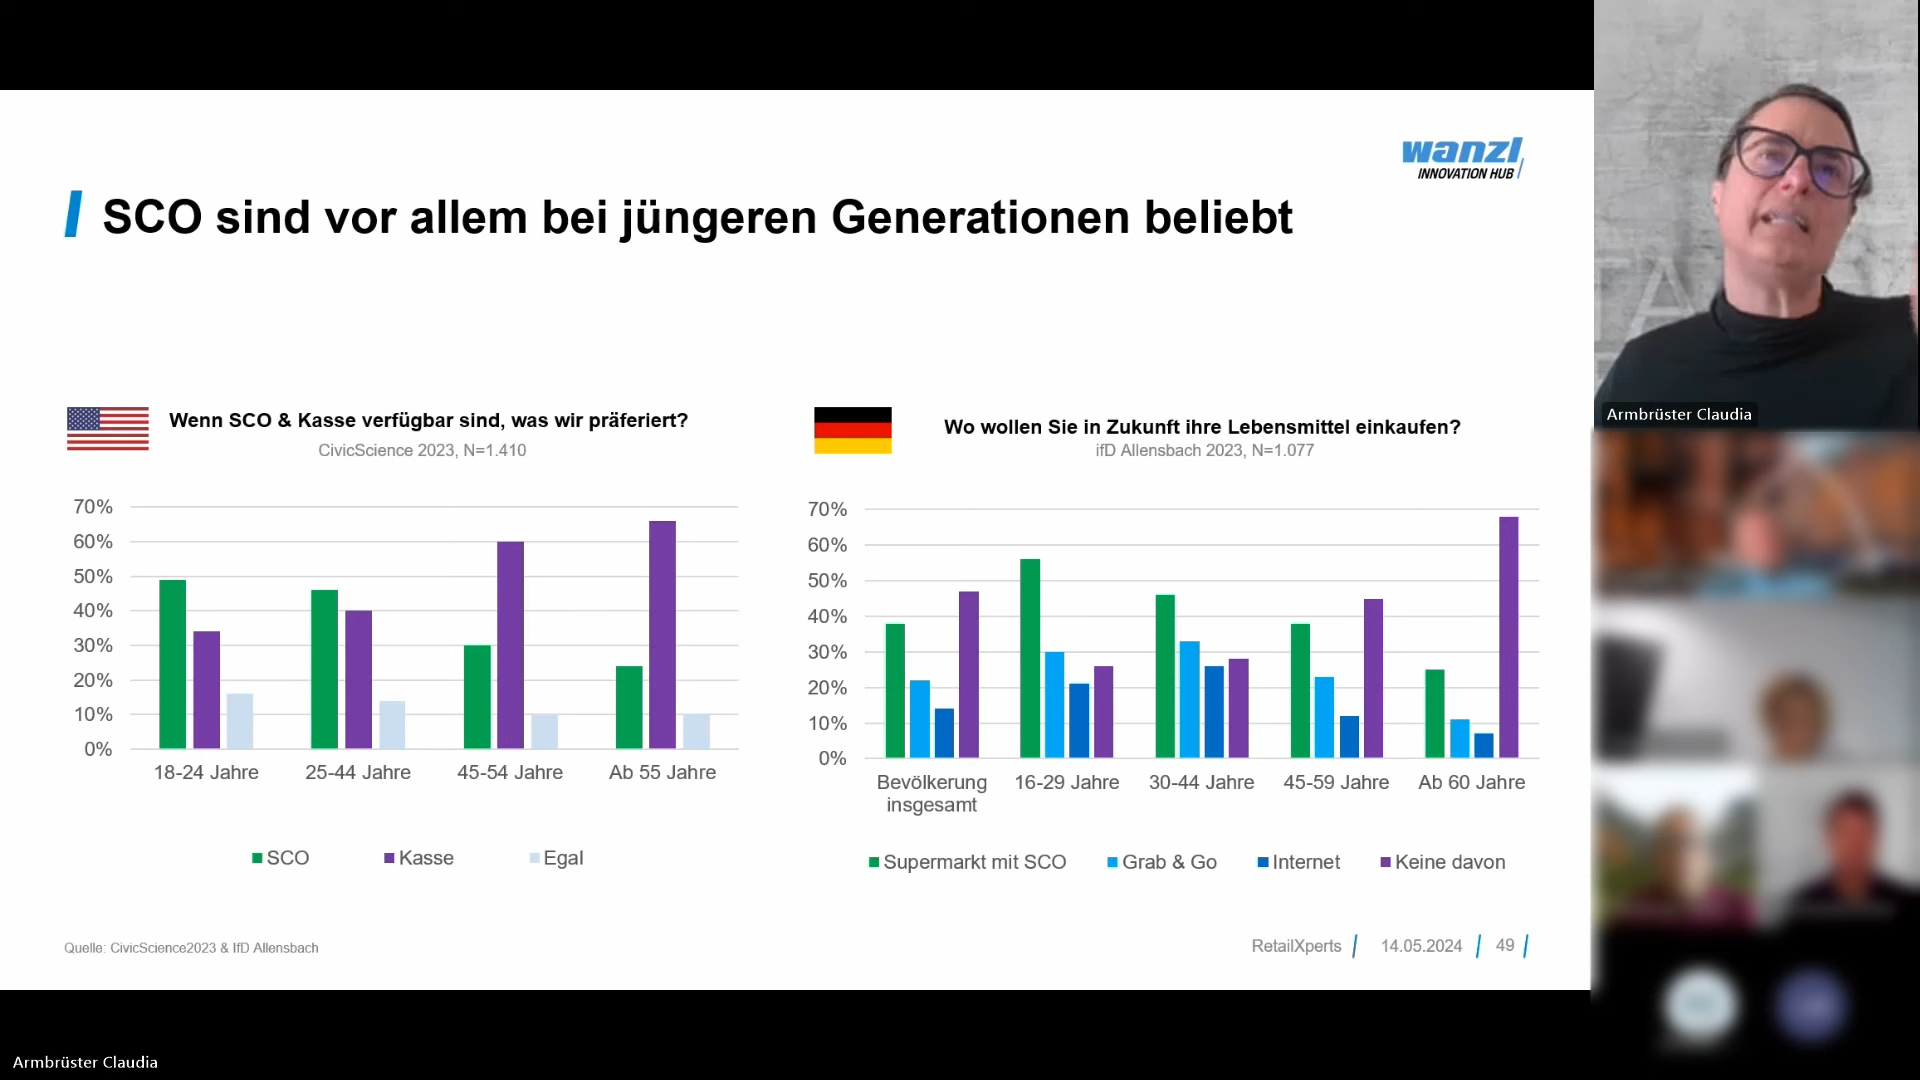 wanzl
INNOVATION HUB
SCO sind vor allem bei jüngeren Generationen beliebt
Wenn SCO & Kasse verfügbar sind, was wir präferiert?
CivicScience 2023, N=1.410
70%
60%
50%
40%
30%
20%
10%
0%
18-24 Jahre 25-44 Jahre 45-54 Jahre Ab 55 Jahre
SCO Kasse Egal
Wo wollen Sie in Zukunft ihre Lebensmittel einkaufen?
ifD Allensbach 2023, N=1.077
70%
60%
50%
40%
30%
20%
10%
0%
Bevölkerung insgesamt 16-29 Jahre 30-44 Jahre 45-59 Jahre Ab 60 Jahre
Supermarkt mit SCO Grab & Go Internet Keine davon
Quelle: CivicScience2023 & IfD Allensbach
RetailXperts 14.05.2024 49
Armbrüster Claudia
Armbrüster Claudia